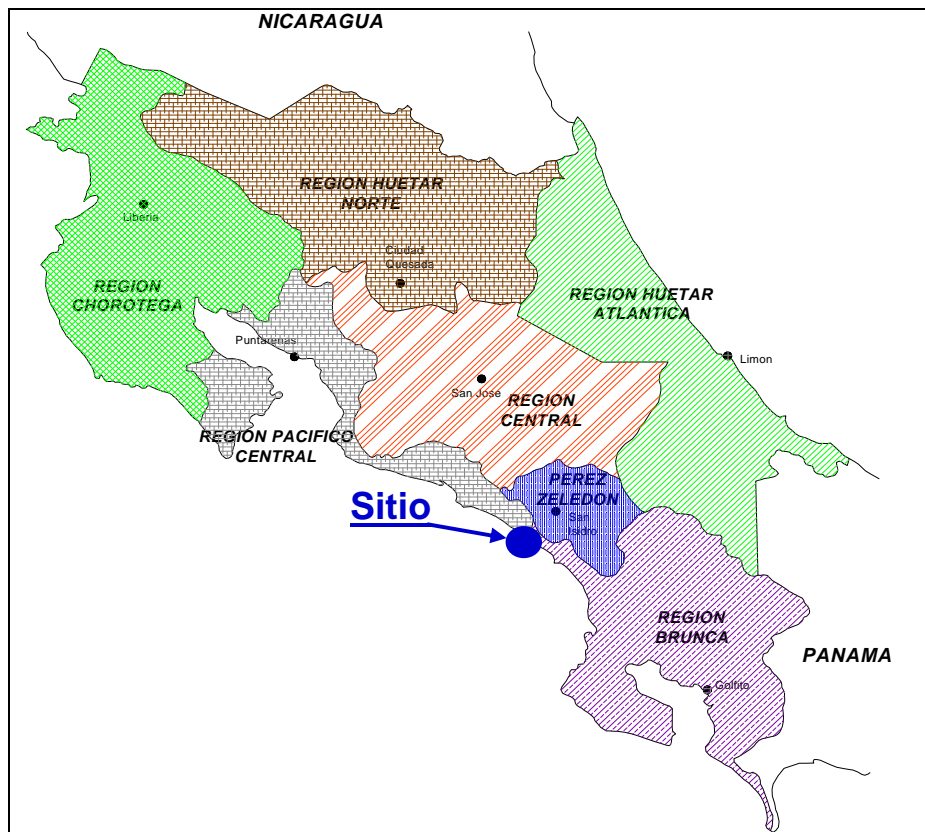 NICARAGUA
REGION HUETAR
NORTE
Liberia
Ciudad
Quesada
REGION
CHOROTEGA
REGION HUETAR
ATLANTICA
Puntarenas
Limon
San Jose
REGION
CENTRAL
REGION PACIFICO
CENTRAL
PEREZ
ZELEDON
Sitio
San
Isidro
REGION
BRUNCA
PANAMA
Golfito